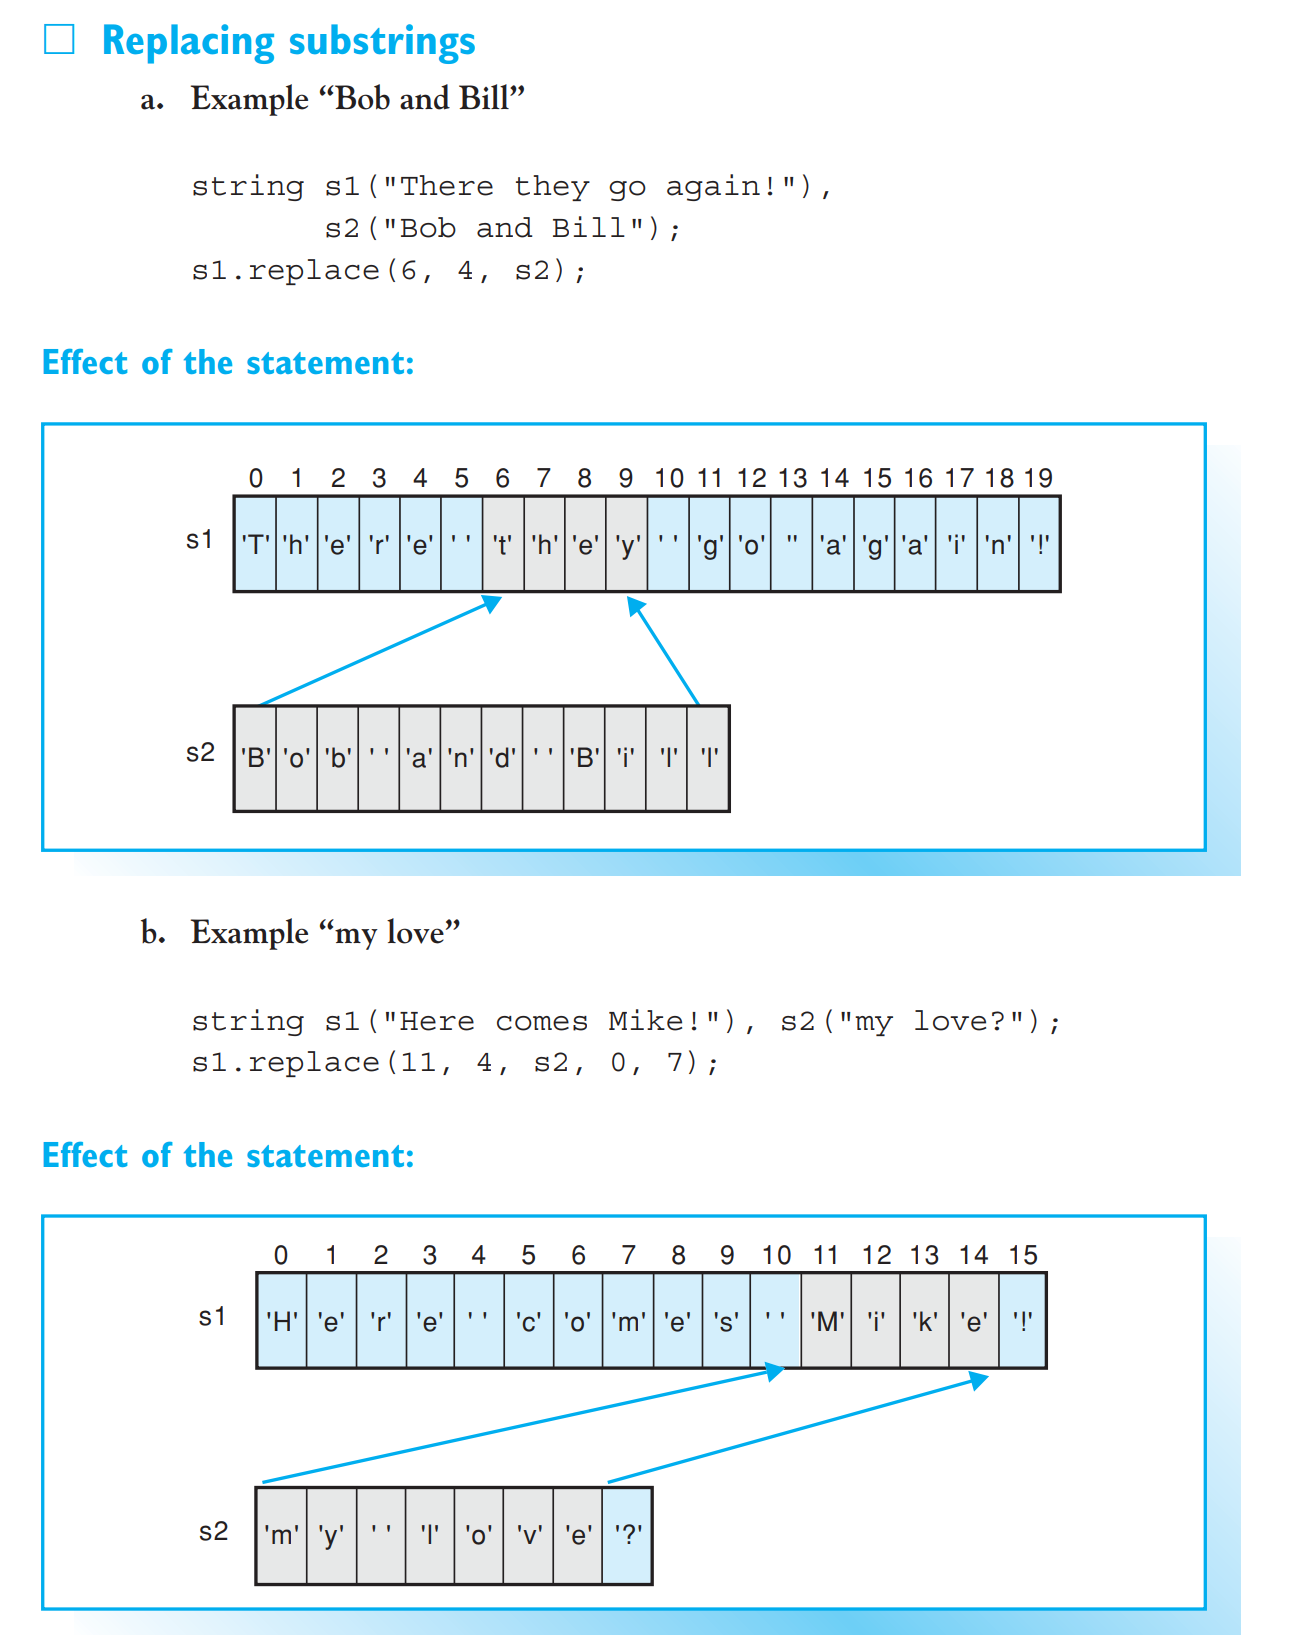 Replacing substrings
a. Example “Bob and Bill”
string s1("There they go again!"),
s2("Bob and Bill");
s1.replace(6, 4, s2);
Effect of the statement:
0 1 2 3 4 5 6 7 8 9 10 11 12 13 14 15 16 17 18 19
s1 'T' 'h' 'e' 'r' 'e' ' ' 't' 'h' 'e' 'y' ' ' 'g' 'o' '' 'a' 'g' 'a' 'i' 'n' '!'
s2 'B' 'o' 'b' ' ' 'a' 'n' 'd' ' ' 'B' 'i' 'l' 'l'
b. Example “my love”
string s1("Here comes Mike!"), s2("my love?");
s1.replace(11, 4, s2, 0, 7);
Effect of the statement:
0 1 2 3 4 5 6 7 8 9 10 11 12 13 14 15
s1 'H' 'e' 'r' 'e' ' ' 'c' 'o' 'm' 'e' 's' ' ' 'M' 'i' 'k' 'e' '!'
s2 'm' 'y' ' ' 'l' 'o' 'v' 'e' '?'